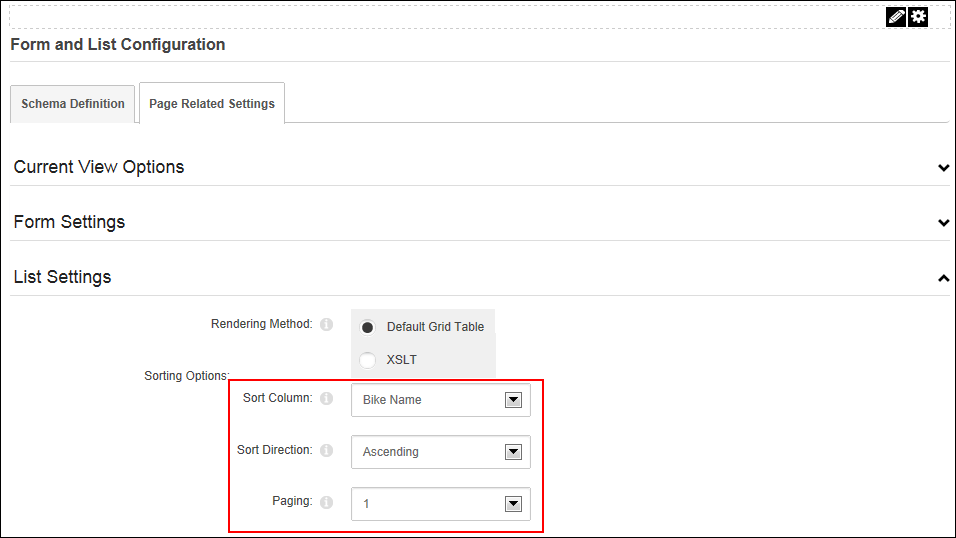 Form and List Configuration
Schema Definition
Page Related Settings
Current View Options
Form Settings
List Settings
Rendering Method:
Default Grid Table
XSLT
Sorting Options:
Sort Column:
Bike Name
Sort Direction:
Ascending
Paging:
1